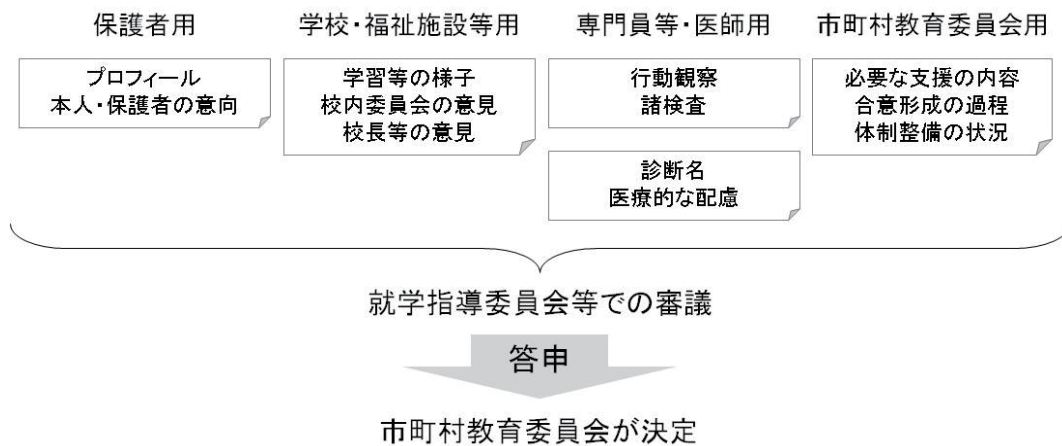 保護者用
プロフィール
本人・保護者の意向
学校・福祉施設等用
学習等の様子
校内委員会の意見
校長等の意見
専門員等・医師用
行動観察
諸検査
診断名
医療的な配慮
市町村教育委員会用
必要な支援の内容
合意形成の過程
体制整備の状況
就学指導委員会等での審議
答申
市町村教育委員会が決定